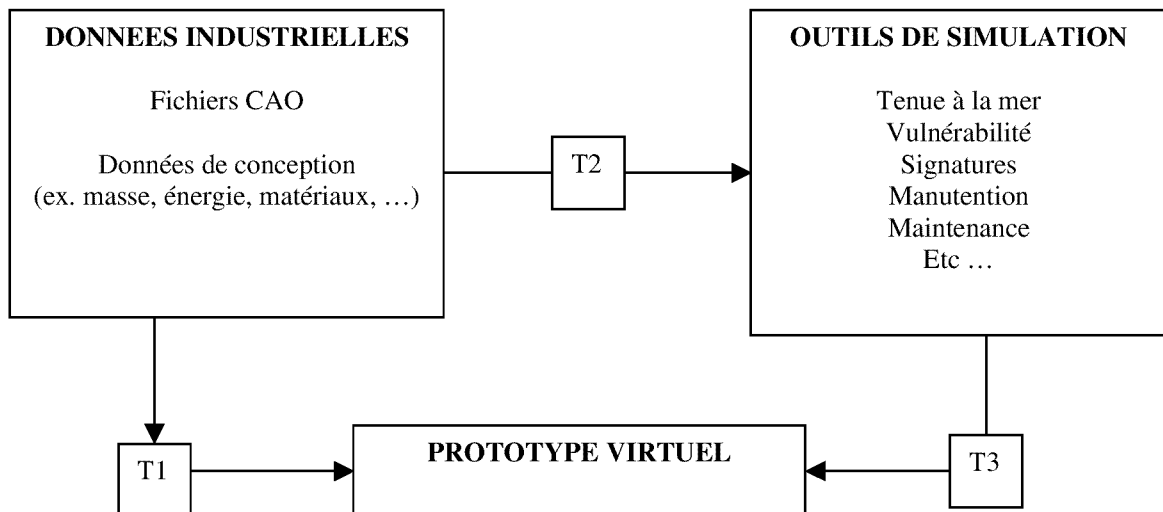 DONNEES INDUSTRIELLES
Fichiers CAO
Données de conception
(ex. masse, énergie, matériaux, …)
T2
OUTILS DE SIMULATION
Tenue à la mer
Vulnérabilité
Signatures
Manutention
Maintenance
Etc …
T1
PROTOTYPE VIRTUEL
T3